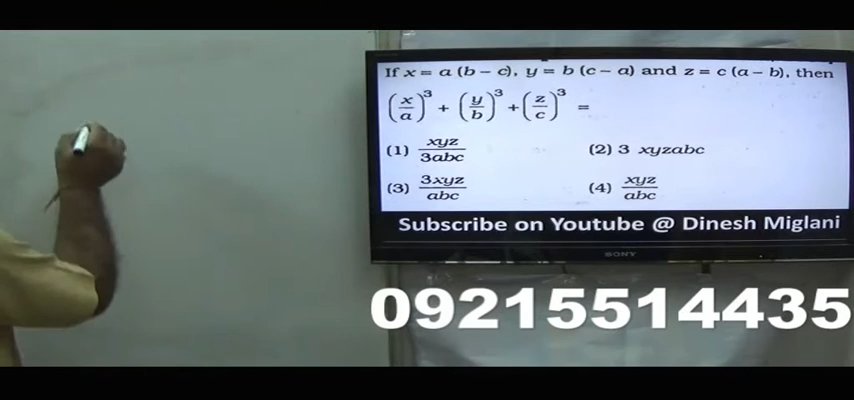 If x = a (b − c), y = b (c − a) and z = c (a − b), then
(x/a)³ + (y/b)³ + (z/c)³ =
(1) xyz/3abc (2) 3 xyzabc
(3) 3xyz/abc (4) xyz/abc
Subscribe on Youtube @ Dinesh Miglani
SONY
09215514435